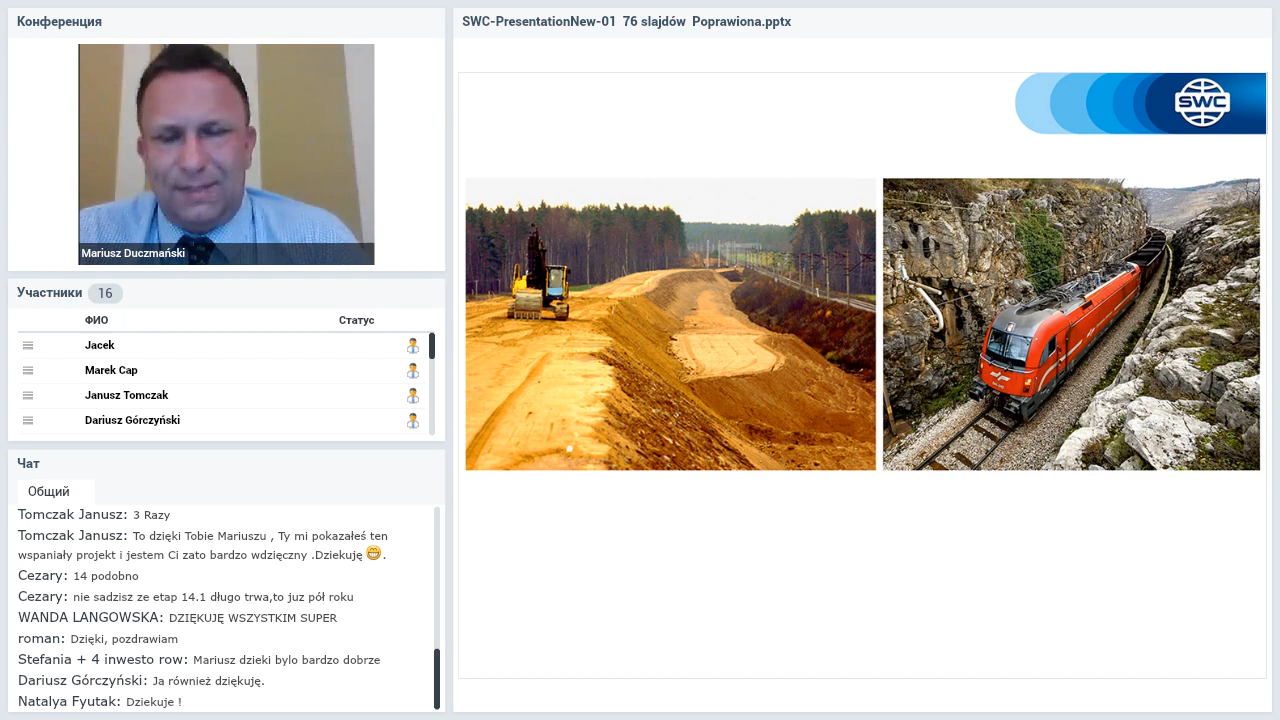 Конференция
Mariusz Duczmański
Участники 16
ФИО Статус
Jacek
Marek Cap
Janusz Tomczak
Dariusz Górczyński
Чат
Общий
Tomczak Janusz: 3 Razy
Tomczak Janusz: To dzięki Tobie Mariuszu , Ty mi pokazałeś ten
wspaniały projekt i jestem Ci zato bardzo wdzięczny .Dziekuję 😁.
Cezary: 14 podobno
Cezary: nie sadzisz ze etap 14.1 długo trwa,to juz pół roku
WANDA LANGOWSKA: DZIĘKUJĘ WSZYSTKIM SUPER
roman: Dzięki, pozdrawiam
Stefania + 4 inwesto row: Mariusz dzieki bylo bardzo dobrze
Dariusz Górczyński: Ja również dziękuję.
Natalya Fyutak: Dziekuje !
SWC-PresentationNew-01 76 slajdów Poprawiona.pptx
SWC